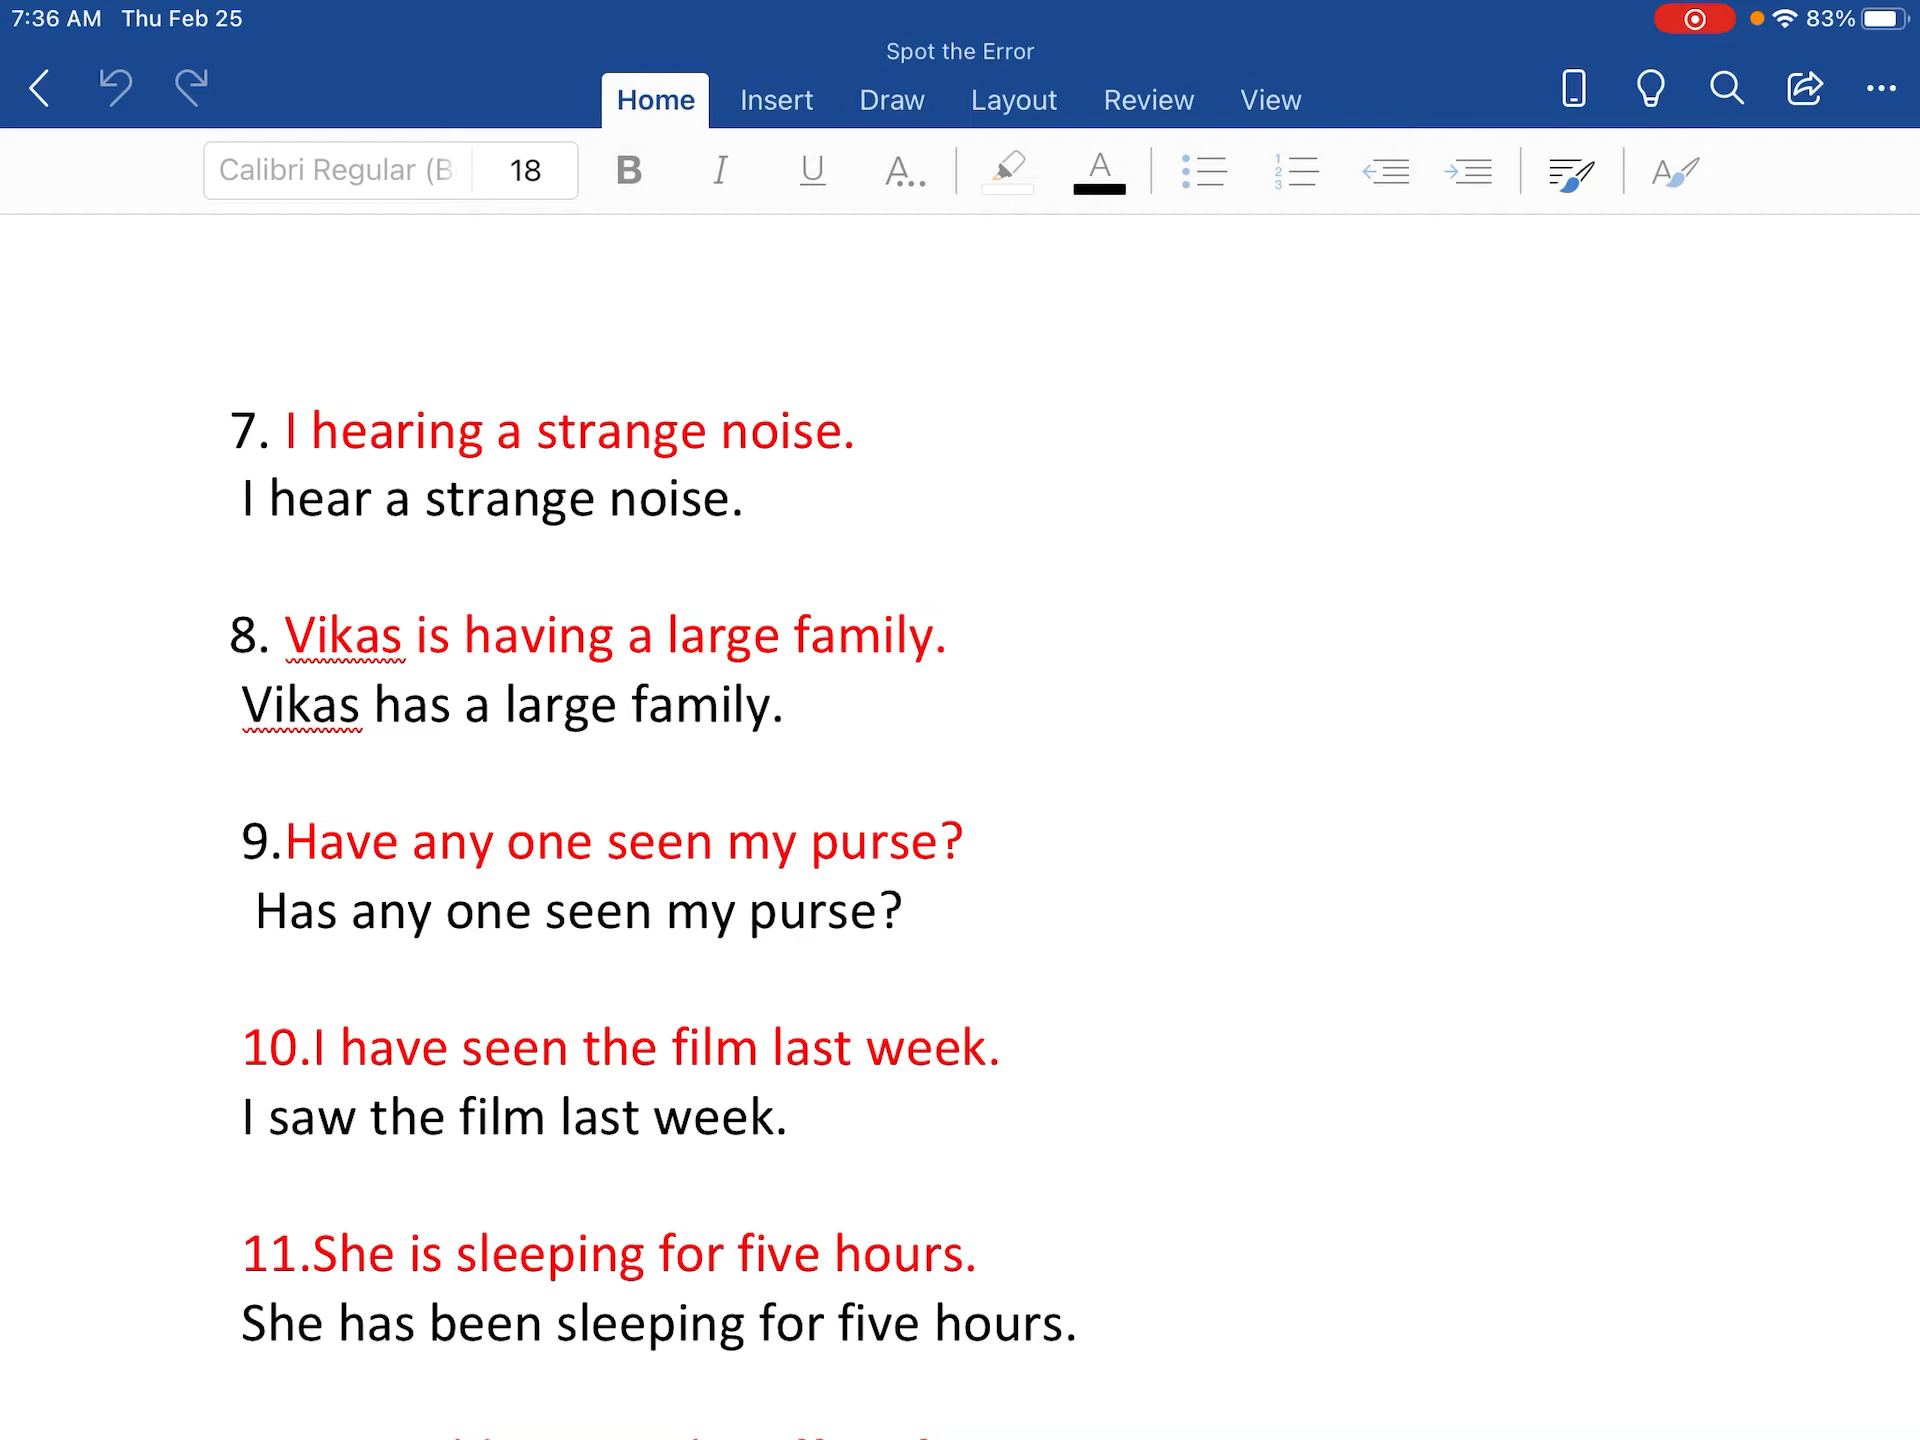 7:36 AM Thu Feb 25 83%
Spot the Error
Home Insert Draw Layout Review View
Calibri Regular (B 18 B I U A... A
7. I hearing a strange noise.
I hear a strange noise.
8. Vikas is having a large family.
Vikas has a large family.
9.Have any one seen my purse?
Has any one seen my purse?
10.I have seen the film last week.
I saw the film last week.
11.She is sleeping for five hours.
She has been sleeping for five hours.